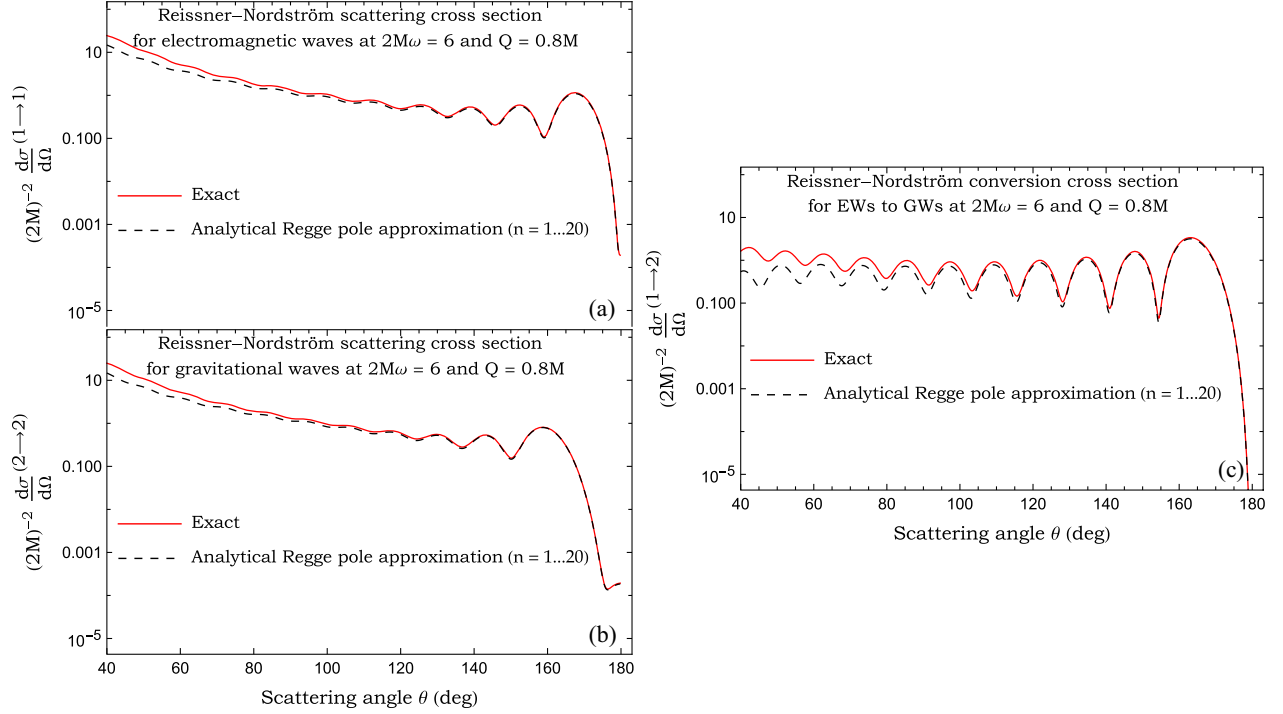 Reissner−Nordström scattering cross section
for electromagnetic waves at 2Mω = 6 and Q = 0.8M
10
0.100
0.001
10⁻⁵
(2M)⁻² dσ/dΩ (1⟶1)
Exact
Analytical Regge pole approximation (n = 1...20)
(a)
Reissner−Nordström scattering cross section
for gravitational waves at 2Mω = 6 and Q = 0.8M
10
0.100
0.001
10⁻⁵
(2M)⁻² dσ/dΩ (2⟶2)
Exact
Analytical Regge pole approximation (n = 1...20)
(b)
40 60 80 100 120 140 160 180
Scattering angle θ (deg)
Reissner−Nordström conversion cross section
for EWs to GWs at 2Mω = 6 and Q = 0.8M
10
0.100
0.001
10⁻⁵
(2M)⁻² dσ/dΩ (1⟶2)
Exact
Analytical Regge pole approximation (n = 1...20)
(c)
40 60 80 100 120 140 160 180
Scattering angle θ (deg)